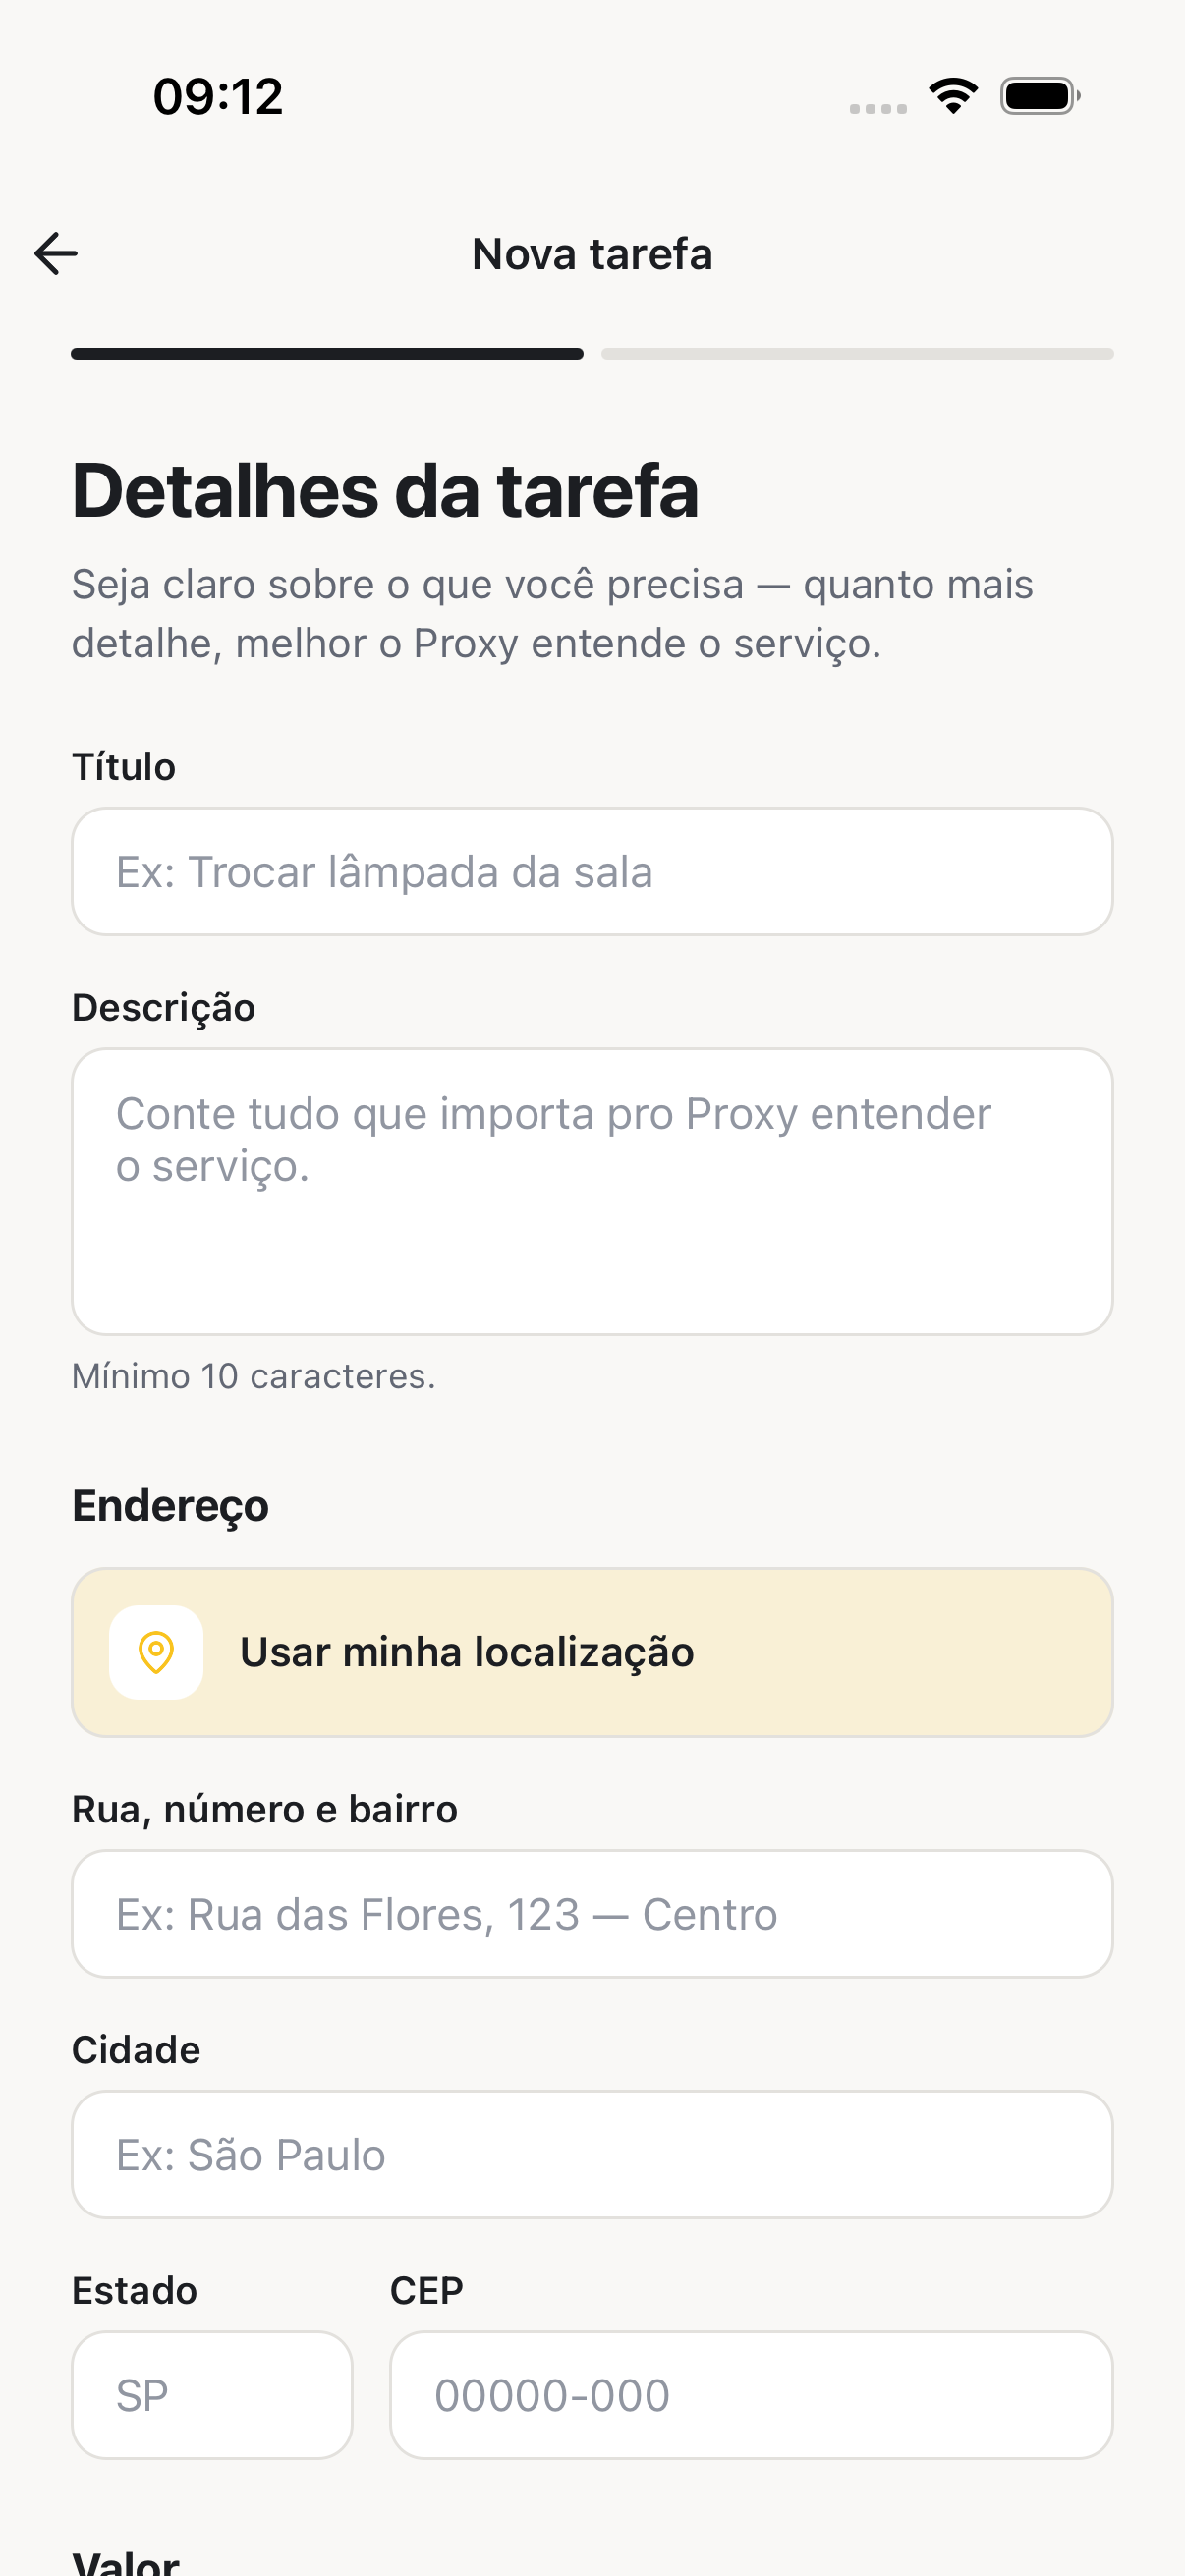 09:12
Nova tarefa
Detalhes da tarefa
Seja claro sobre o que você precisa — quanto mais
detalhe, melhor o Proxy entende o serviço.
Título
Ex: Trocar lâmpada da sala
Descrição
Conte tudo que importa pro Proxy entender
o serviço.
Mínimo 10 caracteres.
Endereço
Usar minha localização
Rua, número e bairro
Ex: Rua das Flores, 123 — Centro
Cidade
Ex: São Paulo
Estado
CEP
SP
00000-000
Valor